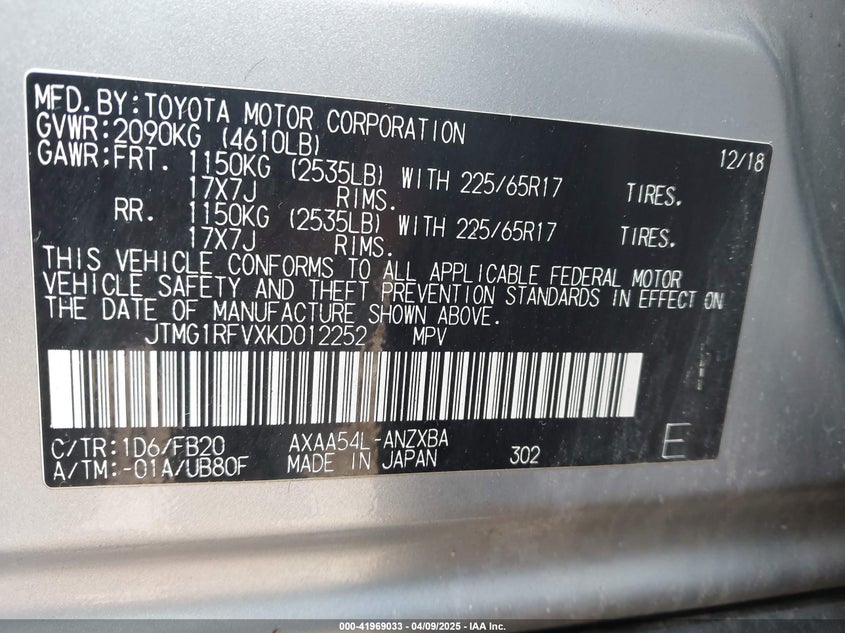 MFD.BY:TOYOTA MOTOR CORPORATION 12/18
GVWR:2090KG (4610LB)
GAWR:FRT. 1150KG (2535LB) WITH 225/65R17 TIRES.
17X7J RIMS.
RR. 1150KG (2535LB) WITH 225/65R17 TIRES.
17X7J RIMS.
THIS VEHICLE CONFORMS TO ALL APPLICABLE FEDERAL MOTOR
VEHICLE SAFETY AND THEFT PREVENTION STANDARDS IN EFFECT ON
THE DATE OF MANUFACTURE SHOWN ABOVE.
JTMG1RFVXKD012252 MPV
C/TR:1D6/FB20 AXAA54L-ANZXBA E
A/TM:-01A/UB80F MADE IN JAPAN 302
000-41969033 - 04/09/2025 - IAA Inc.